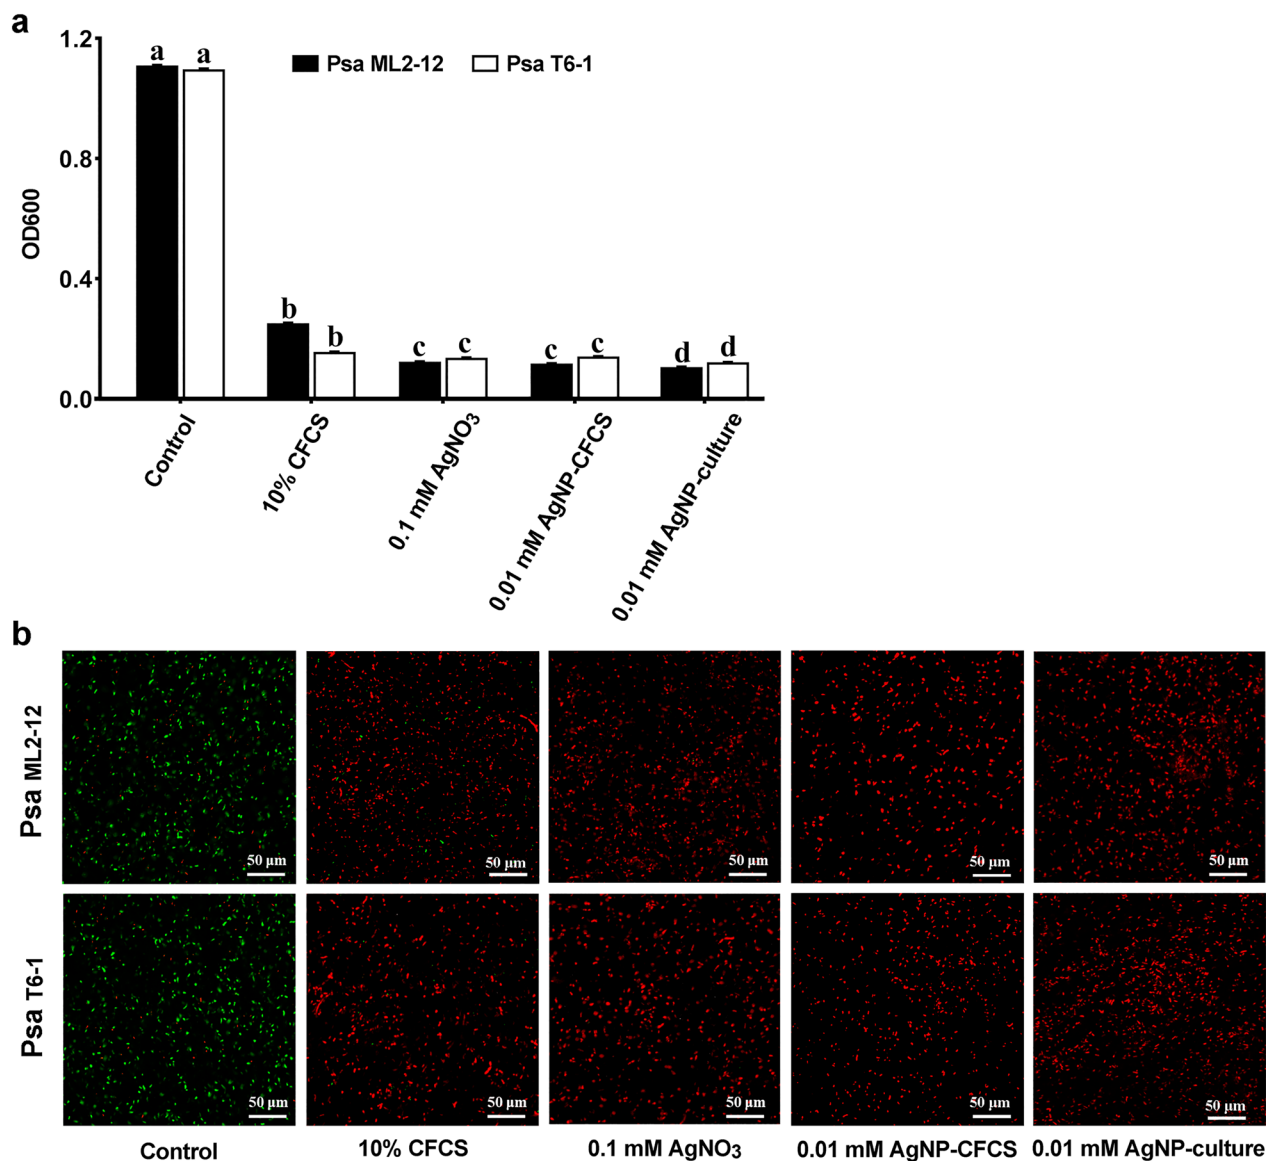 a
1.2
0.8
0.4
0.0
OD600
Psa ML2-12
Psa T6-1
a
a
b
b
c
c
c
c
d
d
Control
10% CFCS
0.1 mM AgNO3
0.01 mM AgNP-CFCS
0.01 mM AgNP-culture
b
Psa ML2-12
50 μm
50 μm
50 μm
50 μm
50 μm
Psa T6-1
50 μm
50 μm
50 μm
50 μm
50 μm
Control
10% CFCS
0.1 mM AgNO3
0.01 mM AgNP-CFCS
0.01 mM AgNP-culture